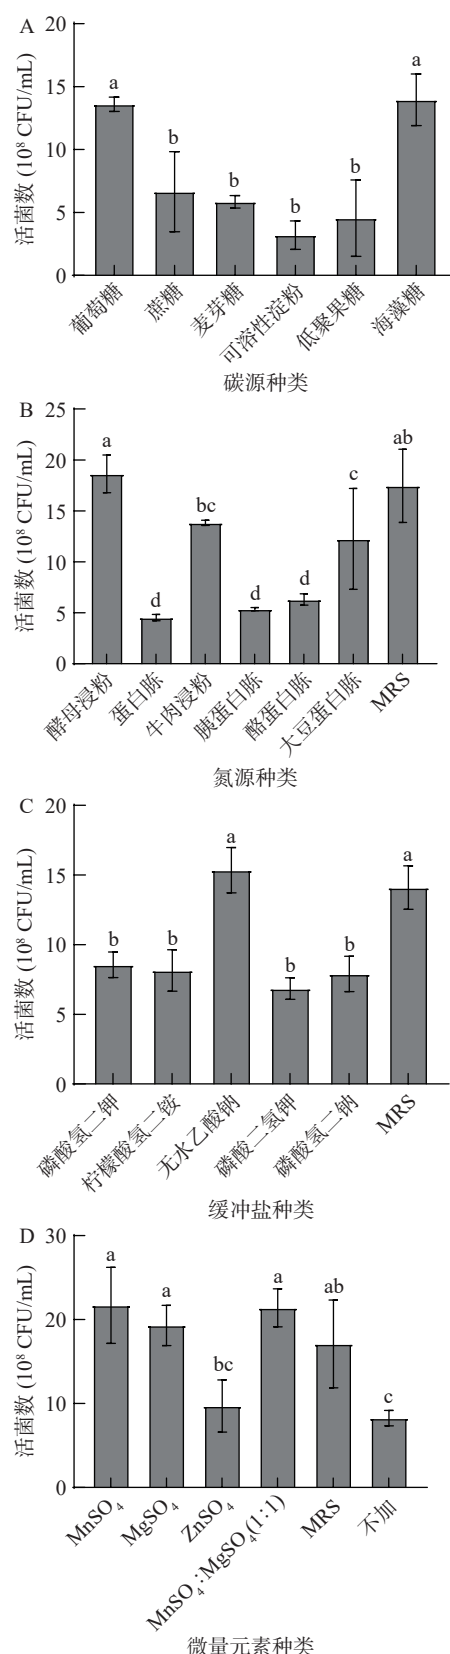 A
20
15
10
5
0
活菌数 (10⁸ CFU/mL)
a
b
b
b
b
a
葡萄糖
蔗糖
麦芽糖
可溶性淀粉
低聚果糖
海藻糖
碳源种类
B
25
20
15
10
5
0
活菌数 (10⁸ CFU/mL)
a
d
bc
d
d
c
ab
酵母浸粉
蛋白胨
牛肉浸粉
胰蛋白胨
酪蛋白胨
大豆蛋白胨
MRS
氮源种类
C
20
15
10
5
0
活菌数 (10⁸ CFU/mL)
b
b
a
b
b
a
磷酸氢二钾
柠檬酸氢二铵
无水乙酸钠
磷酸二氢钾
磷酸氢二钠
MRS
缓冲盐种类
D
30
20
10
0
活菌数 (10⁸ CFU/mL)
a
a
bc
a
ab
c
MnSO₄
MgSO₄
ZnSO₄
MnSO₄:MgSO₄(1:1)
MRS
不加
微量元素种类